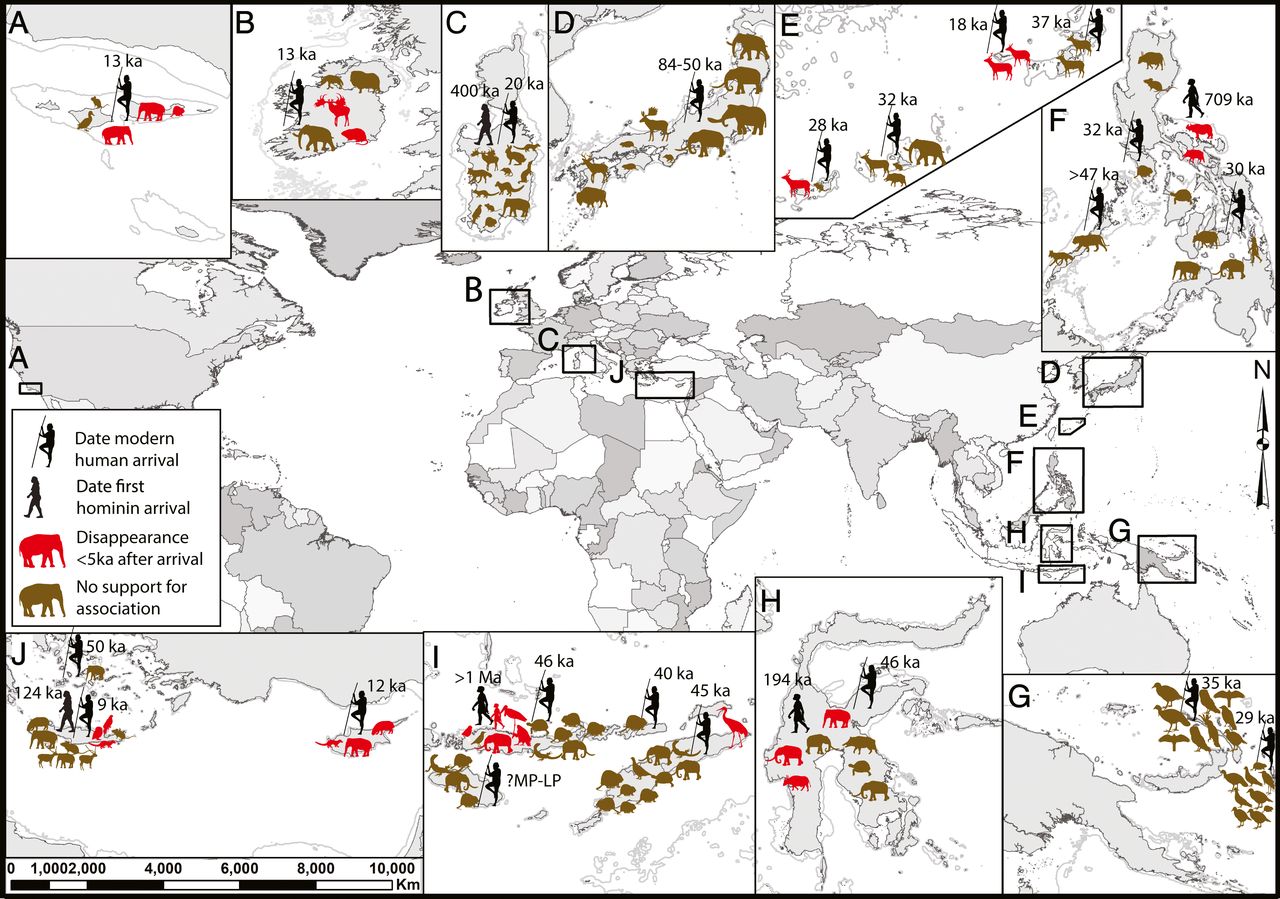 A
13 ka
B
13 ka
C
400 ka
20 ka
D
84-50 ka
E
18 ka
37 ka
32 ka
28 ka
F
709 ka
32 ka
>47 ka
30 ka
A
B
C
J
D
E
F
H
G
I
N
Date modern
human arrival
Date first
hominin arrival
Disappearance
<5ka after arrival
No support for
association
J
50 ka
124 ka
9 ka
12 ka
I
>1 Ma
46 ka
40 ka
45 ka
?MP-LP
H
194 ka
46 ka
G
35 ka
29 ka
0 1,000 2,000 4,000 6,000 8,000 10,000
Km